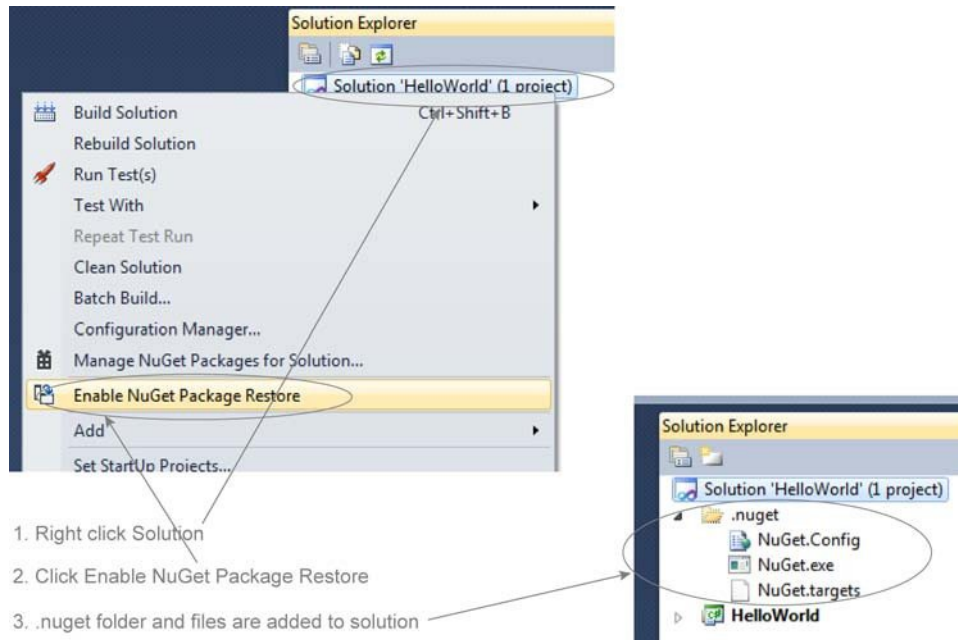 Solution Explorer
Solution 'HelloWorld' (1 project)
Build Solution Ctrl+Shift+B
Rebuild Solution
Run Test(s)
Test With
Repeat Test Run
Clean Solution
Batch Build...
Configuration Manager...
Manage NuGet Packages for Solution...
Enable NuGet Package Restore
Add
Set StartUp Projects...
1. Right click Solution
2. Click Enable NuGet Package Restore
3. .nuget folder and files are added to solution
Solution Explorer
Solution 'HelloWorld' (1 project)
.nuget
NuGet.Config
NuGet.exe
NuGet.targets
HelloWorld